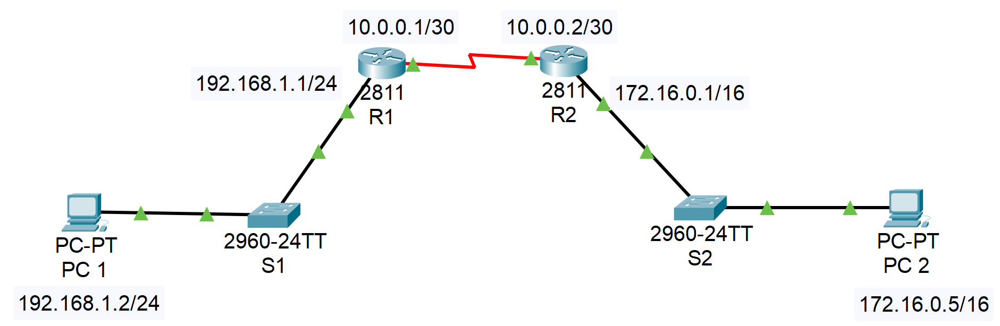 10.0.0.1/30
10.0.0.2/30
192.168.1.1/24
2811
R1
2811
R2
172.16.0.1/16
PC-PT
PC 1
192.168.1.2/24
2960-24TT
S1
2960-24TT
S2
PC-PT
PC 2
172.16.0.5/16